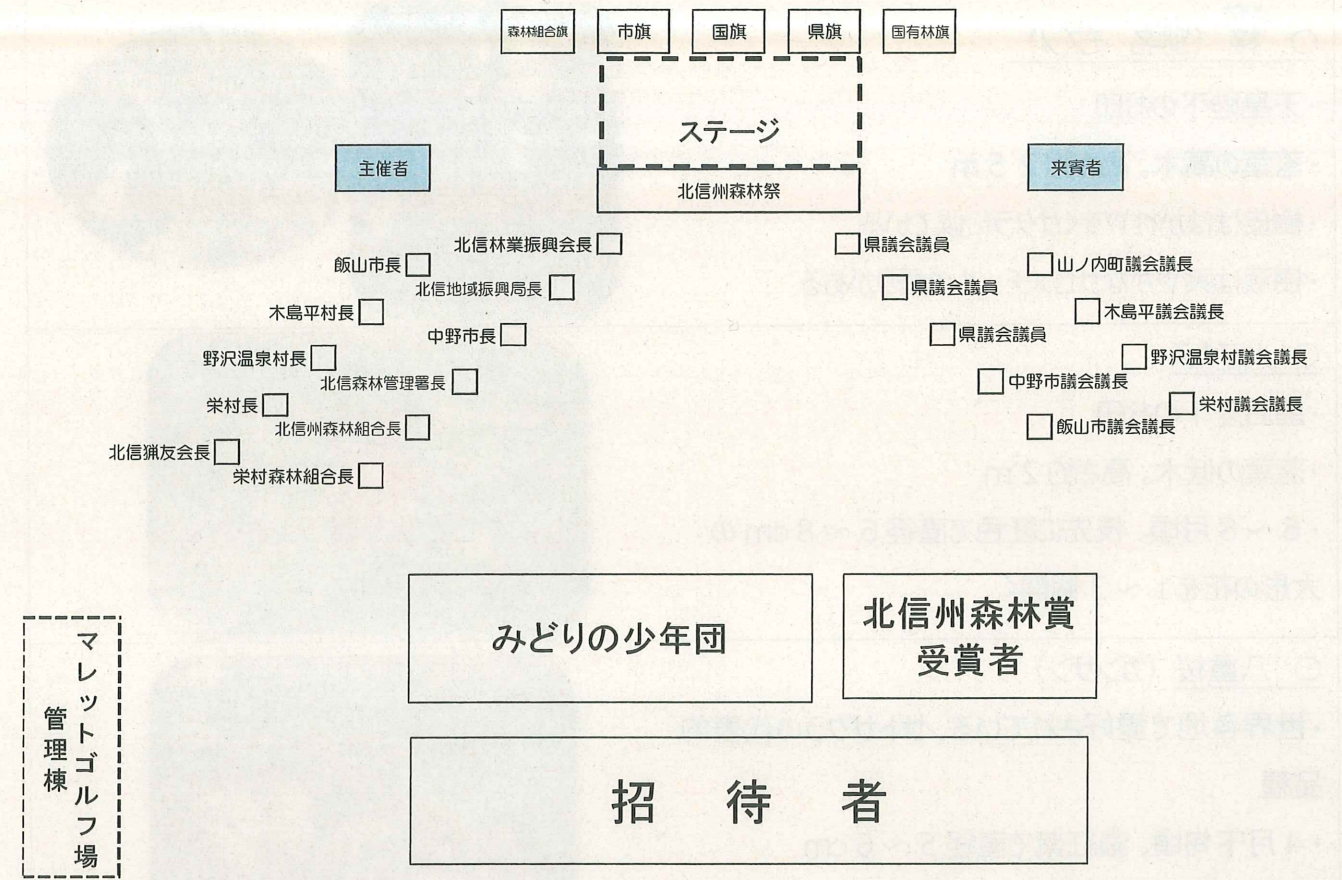 森林組合旗 市旗 国旗 県旗 国有林旗
ステージ
主催者
来賓者
北信州森林祭
北信林業振興会長
飯山市長
北信地域振興局長
木島平村長
中野市長
野沢温泉村長
北信森林管理署長
栄村長
北信州森林組合長
北信猟友会長
栄村森林組合長
県議会議員
山ノ内町議会議長
県議会議員
木島平議会議長
県議会議員
野沢温泉村議会議長
中野市議会議長
栄村議会議長
飯山市議会議長
みどりの少年団
北信州森林賞
受賞者
マレットゴルフ場
管理棟
招待者